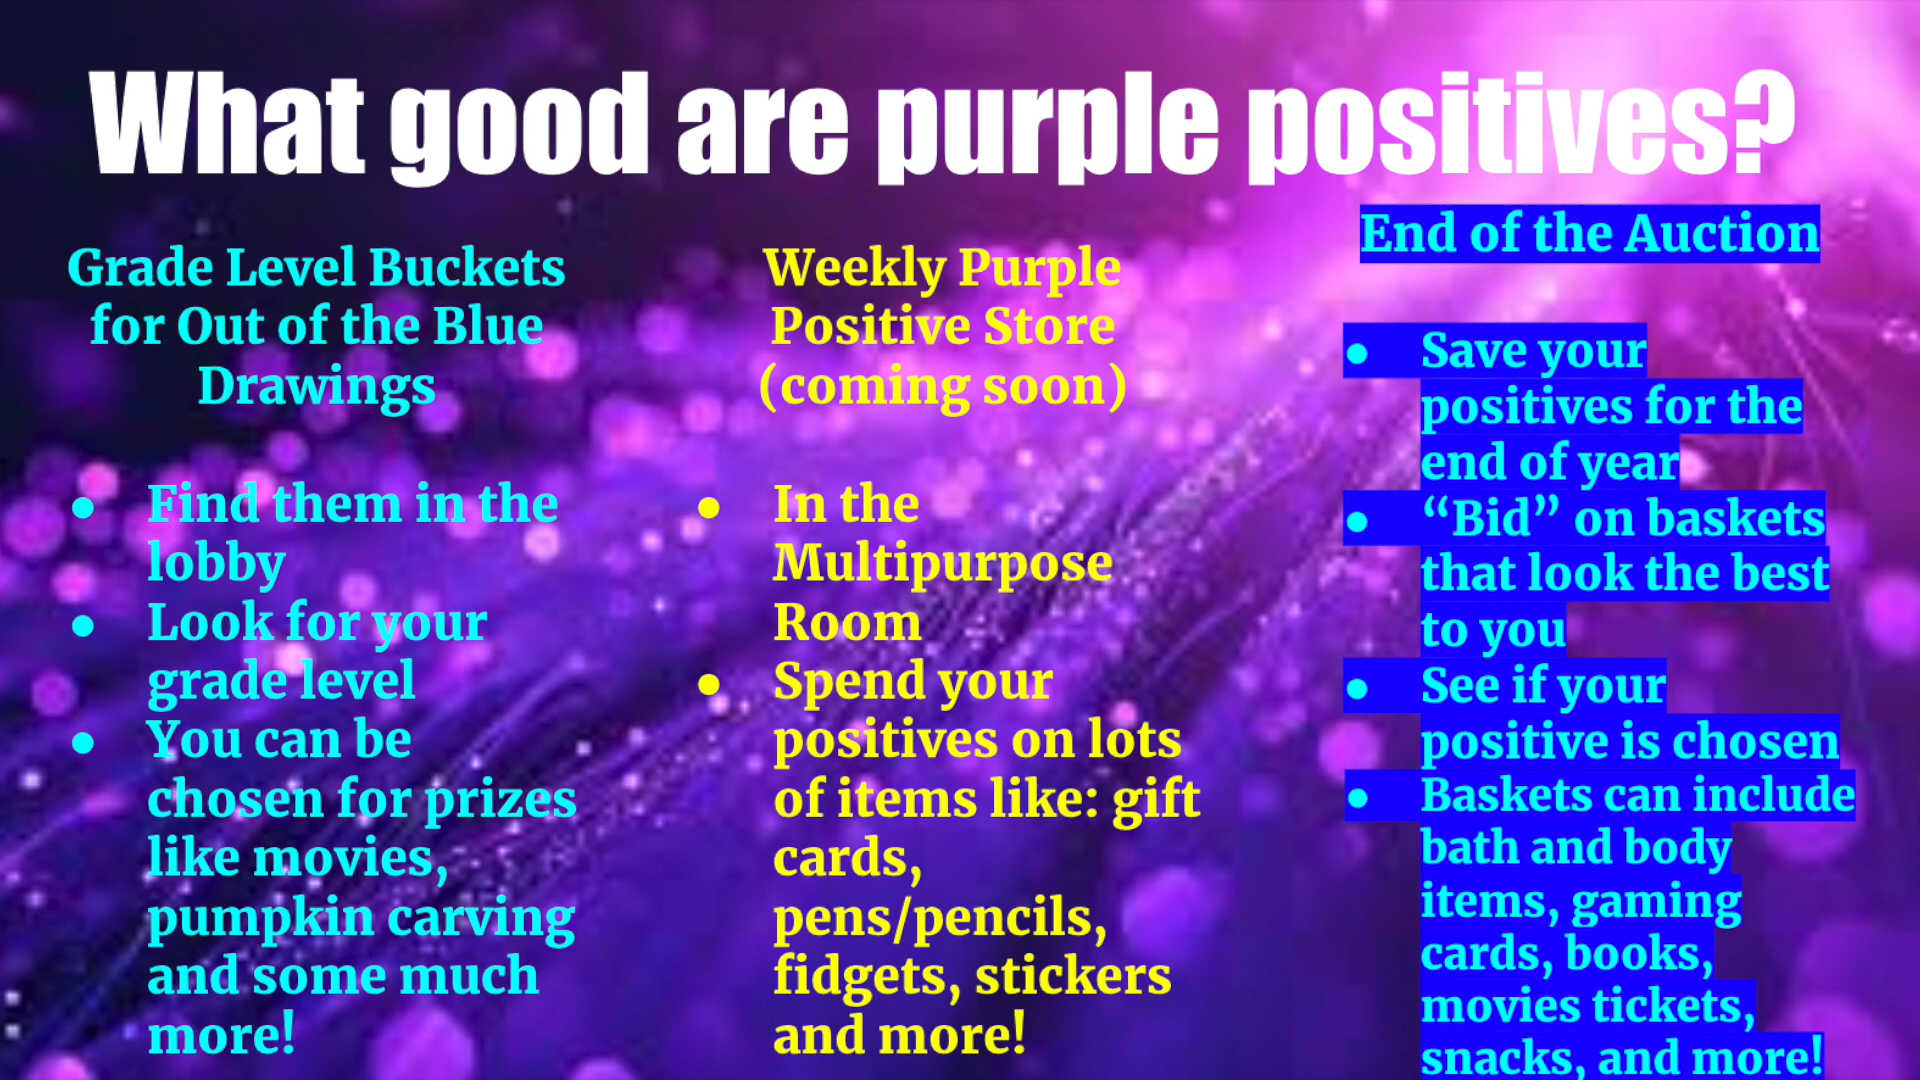 What good are purple positives?
Grade Level Buckets
for Out of the Blue
Drawings
● Find them in the
lobby
● Look for your
grade level
● You can be
chosen for prizes
like movies,
pumpkin carving
and some much
more!
Weekly Purple
Positive Store
(coming soon)
● In the
Multipurpose
Room
● Spend your
positives on lots
of items like: gift
cards,
pens/pencils,
fidgets, stickers
and more!
End of the Auction
● Save your
positives for the
end of year
● “Bid” on baskets
that look the best
to you
● See if your
positive is chosen
● Baskets can include
bath and body
items, gaming
cards, books,
movies tickets,
snacks, and more!